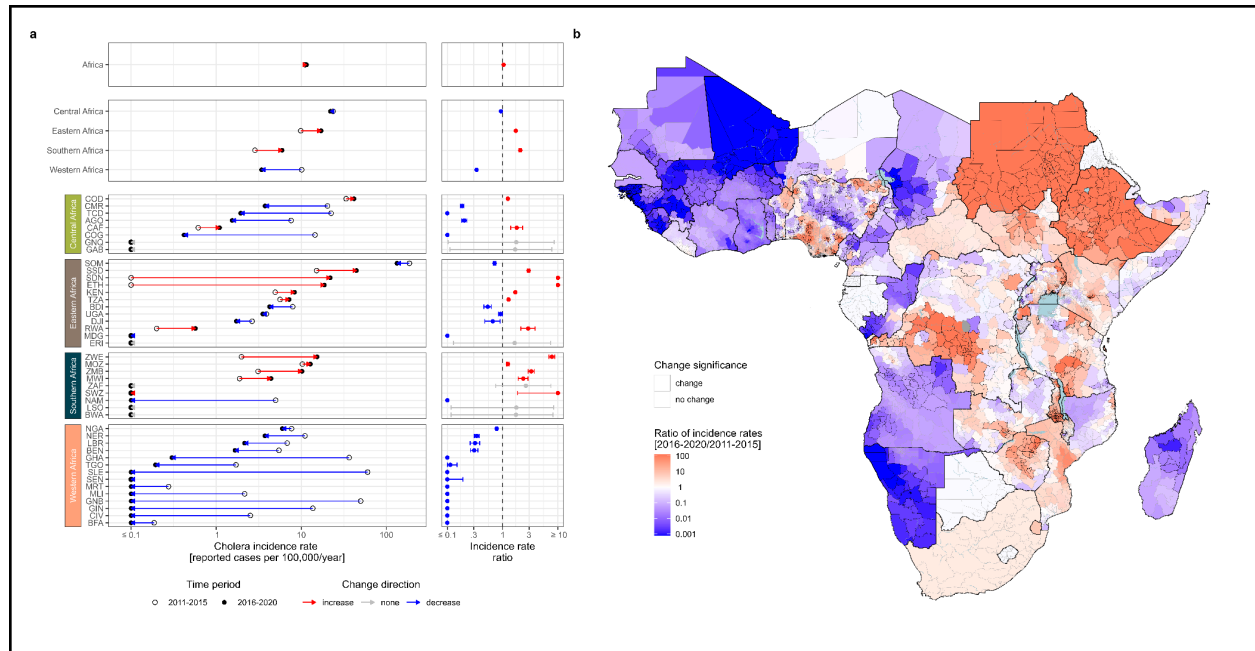 a
Africa
Central Africa
Eastern Africa
Southern Africa
Western Africa
Central Africa
COD
CMR
TCD
AGO
CAF
COG
GNQ
GAB
Eastern Africa
SOM
SSD
SDN
ETH
KEN
TZA
BDI
UGA
DJI
RWA
MDG
ERI
Southern Africa
ZWE
MOZ
ZMB
MWI
ZAF
SWZ
NAM
LSO
BWA
Western Africa
NGA
NER
LBR
BEN
GHA
TGO
SLE
SEN
MRT
MLI
GNB
GIN
CIV
BFA
≤ 0.1 1 10 100
Cholera incidence rate
[reported cases per 100,000/year]
≤ 0.1 .3 1 3 ≥ 10
Incidence rate
ratio
Time period
2011-2015 2016-2020
Change direction
increase none decrease
b
Change significance
change
no change
Ratio of incidence rates
[2016-2020/2011-2015]
100
10
1
0.1
0.01
0.001